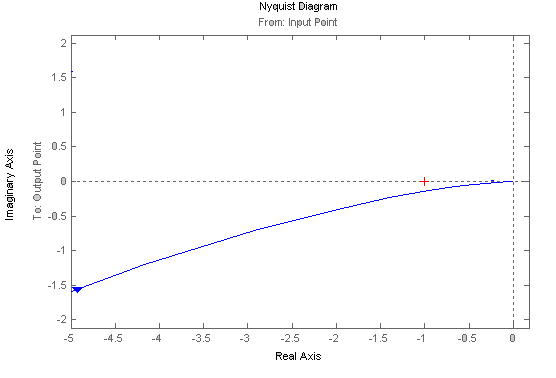 Nyquist Diagram
From: Input Point
Imaginary Axis
To: Output Point
2
1.5
1
0.5
0
-0.5
-1
-1.5
-2
-5 -4.5 -4 -3.5 -3 -2.5 -2 -1.5 -1 -0.5 0
Real Axis